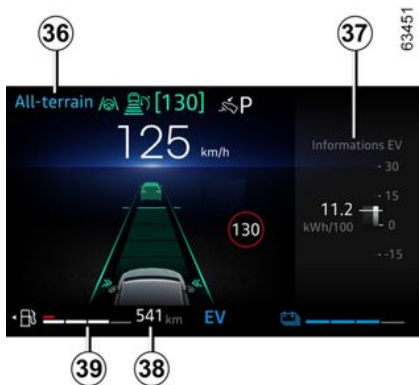 36
37
63451
All-terrain [130] P
125 km/h
Informations EV
30
15
11.2
kWh/100
0
-15
130
541 km
EV
39
38